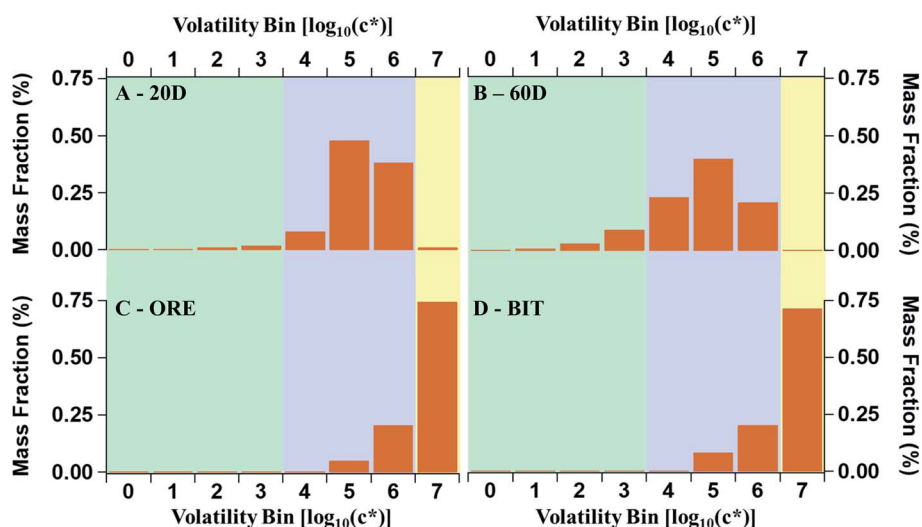 Volatility Bin [log10(c*)]
Volatility Bin [log10(c*)]
0 1 2 3 4 5 6 7
0 1 2 3 4 5 6 7
Mass Fraction (%)
0.75
0.50
0.25
0.00
A - 20D
B – 60D
0.75
0.50
0.25
0.00
Mass Fraction (%)
Mass Fraction (%)
0.75
0.50
0.25
0.00
C - ORE
D - BIT
0.75
0.50
0.25
0.00
Mass Fraction (%)
0 1 2 3 4 5 6 7
0 1 2 3 4 5 6 7
Volatility Bin [log10(c*)]
Volatility Bin [log10(c*)]